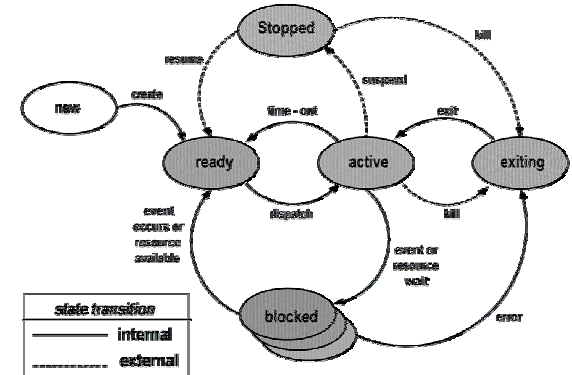 Stopped
kill
resume
suspend
new
create
time - out
exit
ready
active
exiting
dispatch
kill
event
occurs or
resource
available
event or
resource
wait
state transition
internal
external
blocked
error